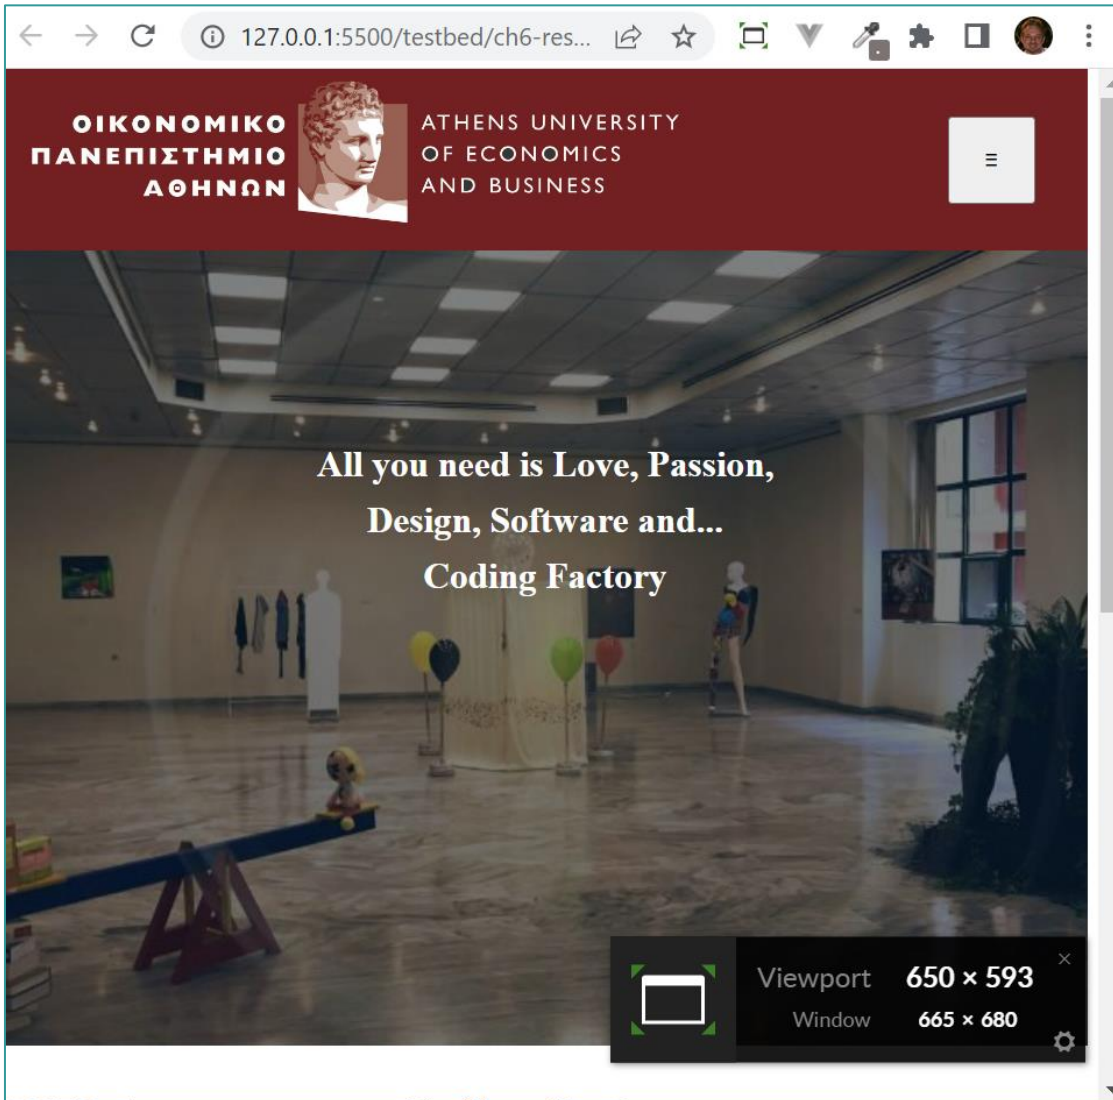 127.0.0.1:5500/testbed/ch6-res...
ΟΙΚΟΝΟΜΙΚΟ
ΠΑΝΕΠΙΣΤΗΜΙΟ
ΑΘΗΝΩΝ
ATHENS UNIVERSITY
OF ECONOMICS
AND BUSINESS
All you need is Love, Passion,
Design, Software and...
Coding Factory
Viewport 650 × 593
Window 665 × 680